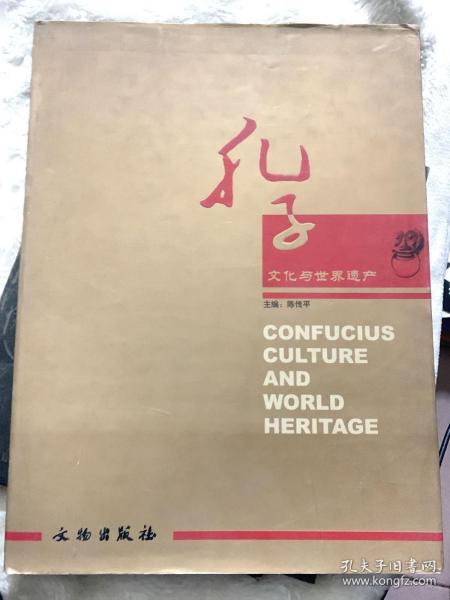 孔子
文化与世界遗产
主编：陈传平
CONFUCIUS
CULTURE
AND
WORLD
HERITAGE
文物出版社
孔夫子旧书网
www.kongfz.com